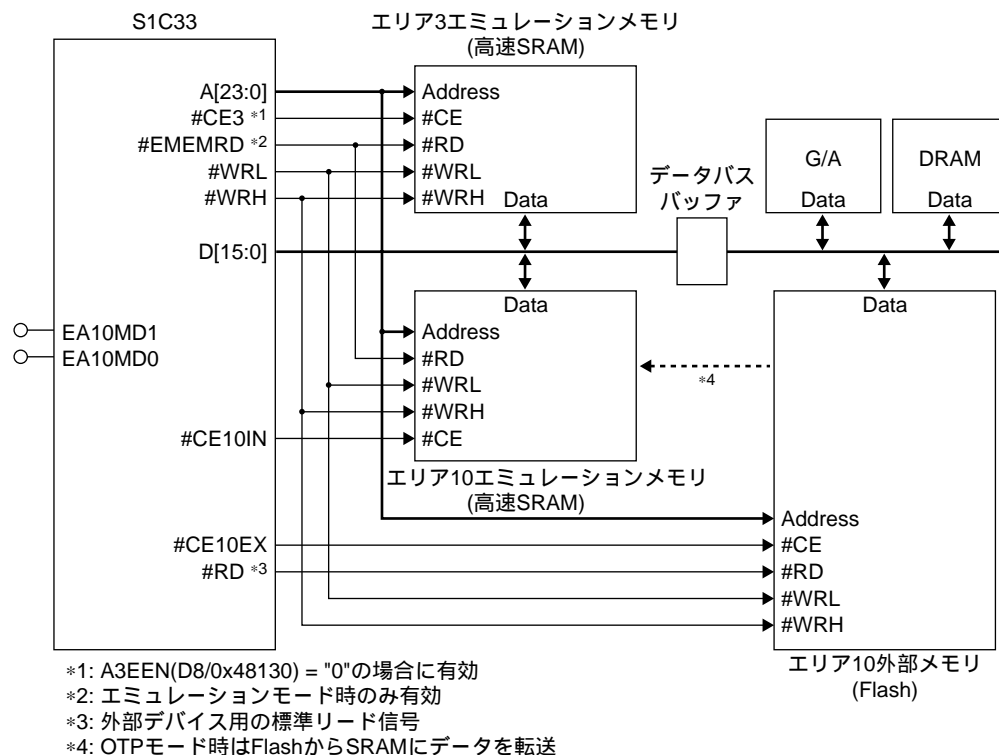 S1C33
A[23:0]
#CE3 *1
#EMEMRD *2
#WRL
#WRH
D[15:0]
EA10MD1
EA10MD0
#CE10IN
#CE10EX
#RD *3
エリア3エミュレーションメモリ
(高速SRAM)
Address
#CE
#RD
#WRL
#WRH
Data
データバス
バッファ
G/A
Data
DRAM
Data
Data
Address
#RD
#WRL
#WRH
#CE
エリア10エミュレーションメモリ
(高速SRAM)
*4
Data
Address
#CE
#RD
#WRL
#WRH
エリア10外部メモリ
(Flash)
*1: A3EEN(D8/0x48130) = "0"の場合に有効
*2: エミュレーションモード時のみ有効
*3: 外部デバイス用の標準リード信号
*4: OTPモード時はFlashからSRAMにデータを転送